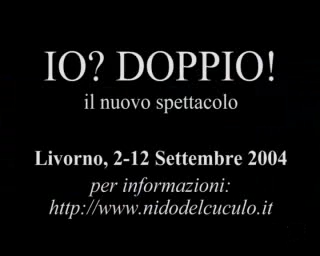 IO? DOPPIO!
il nuovo spettacolo
Livorno, 2-12 Settembre 2004
per informazioni:
http://www.nidodelcuculo.it